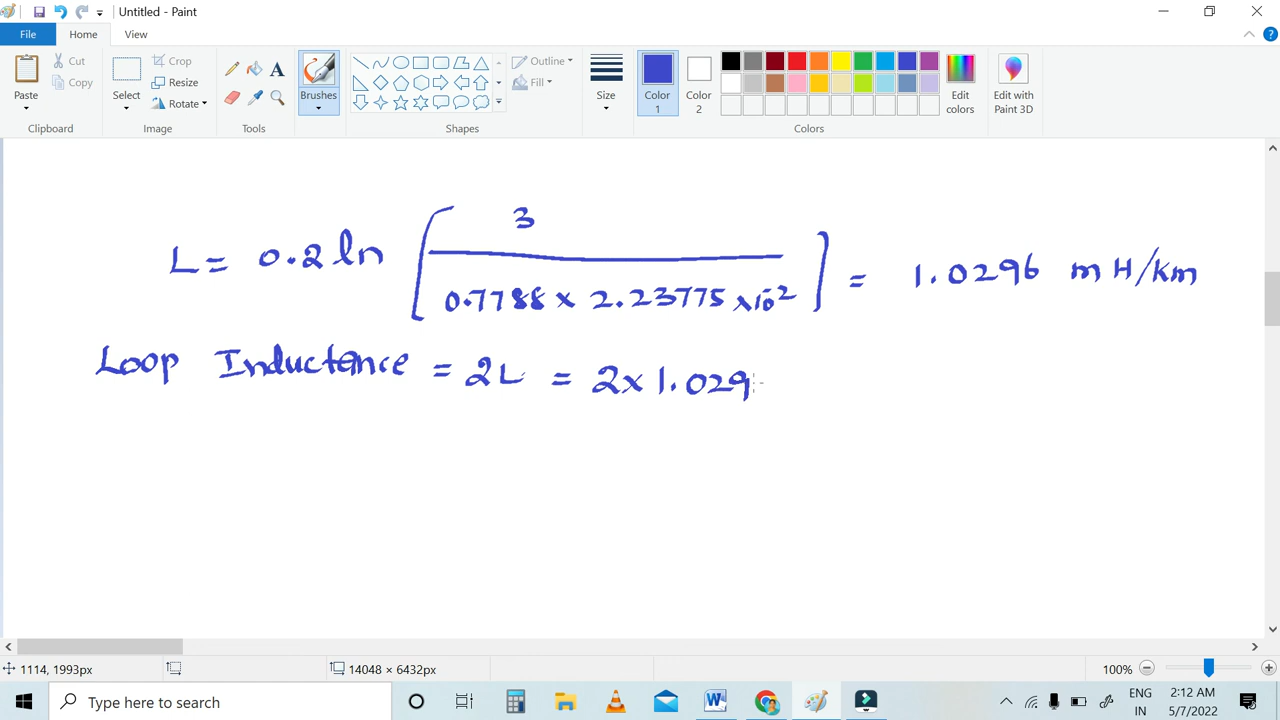 Untitled - Paint
File Home View
Paste Cut Copy Select Crop Resize Rotate Brushes Outline Fill Size Color 1 Color 2 Edit colors Edit with Paint 3D
Clipboard Image Tools Shapes Colors
3
L = 0.2 ln [ 0.7788 x 2.23775 x10⁻² ] = 1.0296 mH/km
Loop Inductance = 2L = 2x 1.029
1114, 1993px 14048 × 6432px 100%
Type here to search
ENG 2:12 AM
IN 5/7/2022